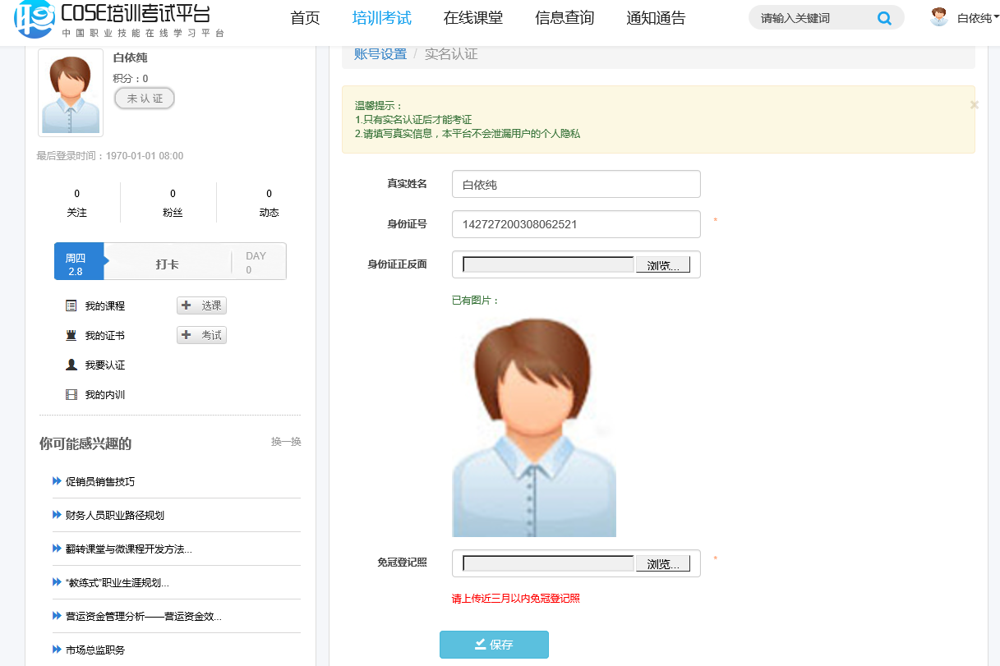 COSE培训考试平台
中国职业技能在线学习平台
首页 培训考试 在线课堂 信息查询 通知通告
请输入关键词
白依纯
白依纯
积分：0
未认证
最后登录时间：1970-01-01 08:00
0 0 0
关注 粉丝 动态
周四
2.8
打卡
DAY
0
我的课程 选课
我的证书 考试
我要认证
我的内训
你可能感兴趣的 换一换
促销员销售技巧
财务人员职业路径规划
翻转课堂与微课程开发方法...
“教练式”职业生涯规划...
营运资金管理分析——营运资金效...
市场总监职务
账号设置 / 实名认证
温馨提示：
1.只有实名认证后才能考证
2.请填写真实信息，本平台不会泄漏用户的个人隐私
×
真实姓名 白依纯
身份证号 142727200308062521 *
身份证正反面 浏览...
已有图片：
免冠登记照 浏览... *
请上传近三月以内免冠登记照
保存